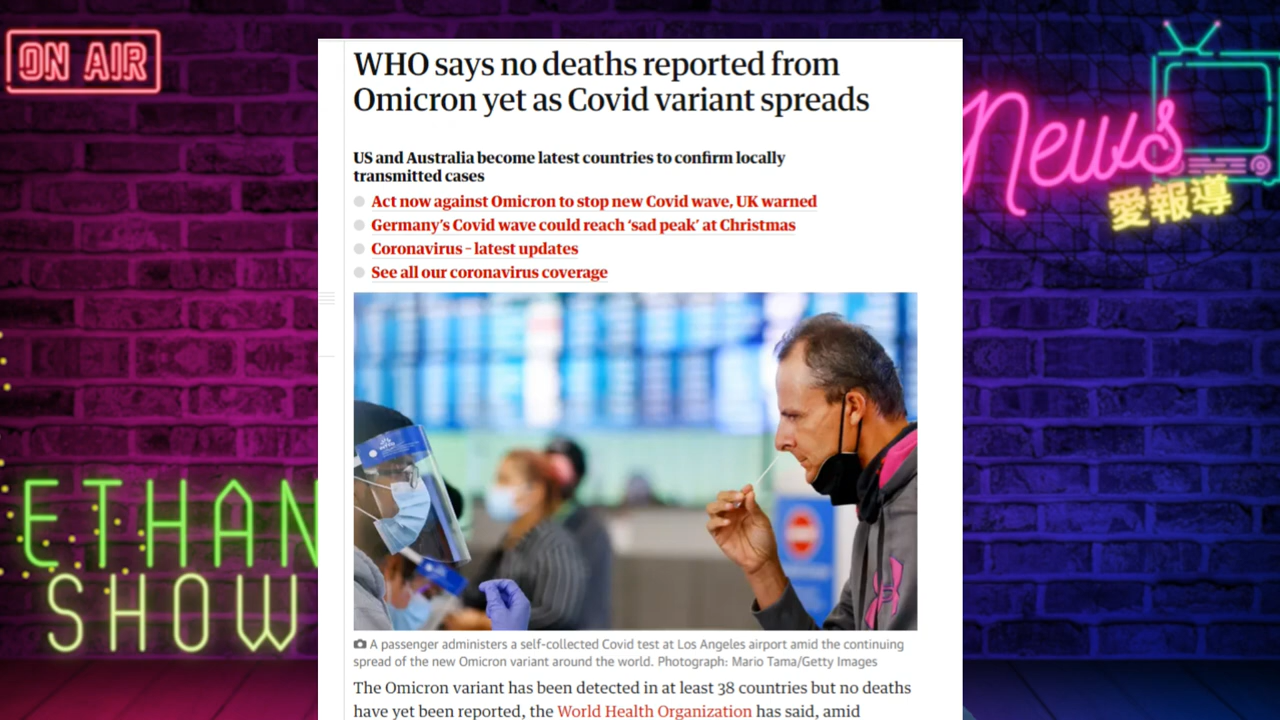 ON AIR
WHO says no deaths reported from
Omicron yet as Covid variant spreads
US and Australia become latest countries to confirm locally
transmitted cases
Act now against Omicron to stop new Covid wave, UK warned
Germany's Covid wave could reach ‘sad peak’ at Christmas
Coronavirus – latest updates
See all our coronavirus coverage
A passenger administers a self-collected Covid test at Los Angeles airport amid the continuing
spread of the new Omicron variant around the world. Photograph: Mario Tama/Getty Images
The Omicron variant has been detected in at least 38 countries but no deaths
have yet been reported, the World Health Organization has said, amid
News
愛報導
ETHAN
SHOW